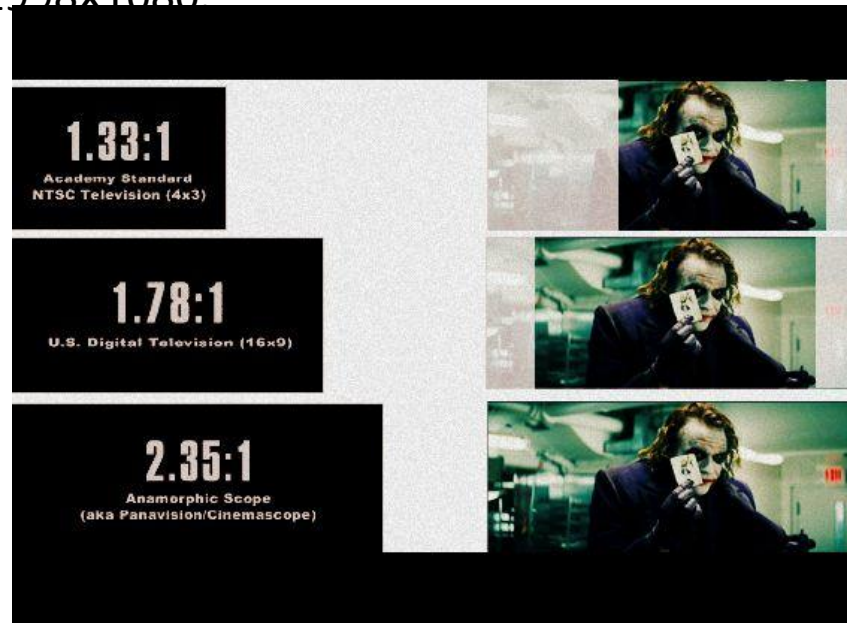 1.33:1
Academy Standard
NTSC Television (4x3)
1.78:1
U.S. Digital Television (16x9)
2.35:1
Anamorphic Scope
(aka Panavision/Cinemascope)